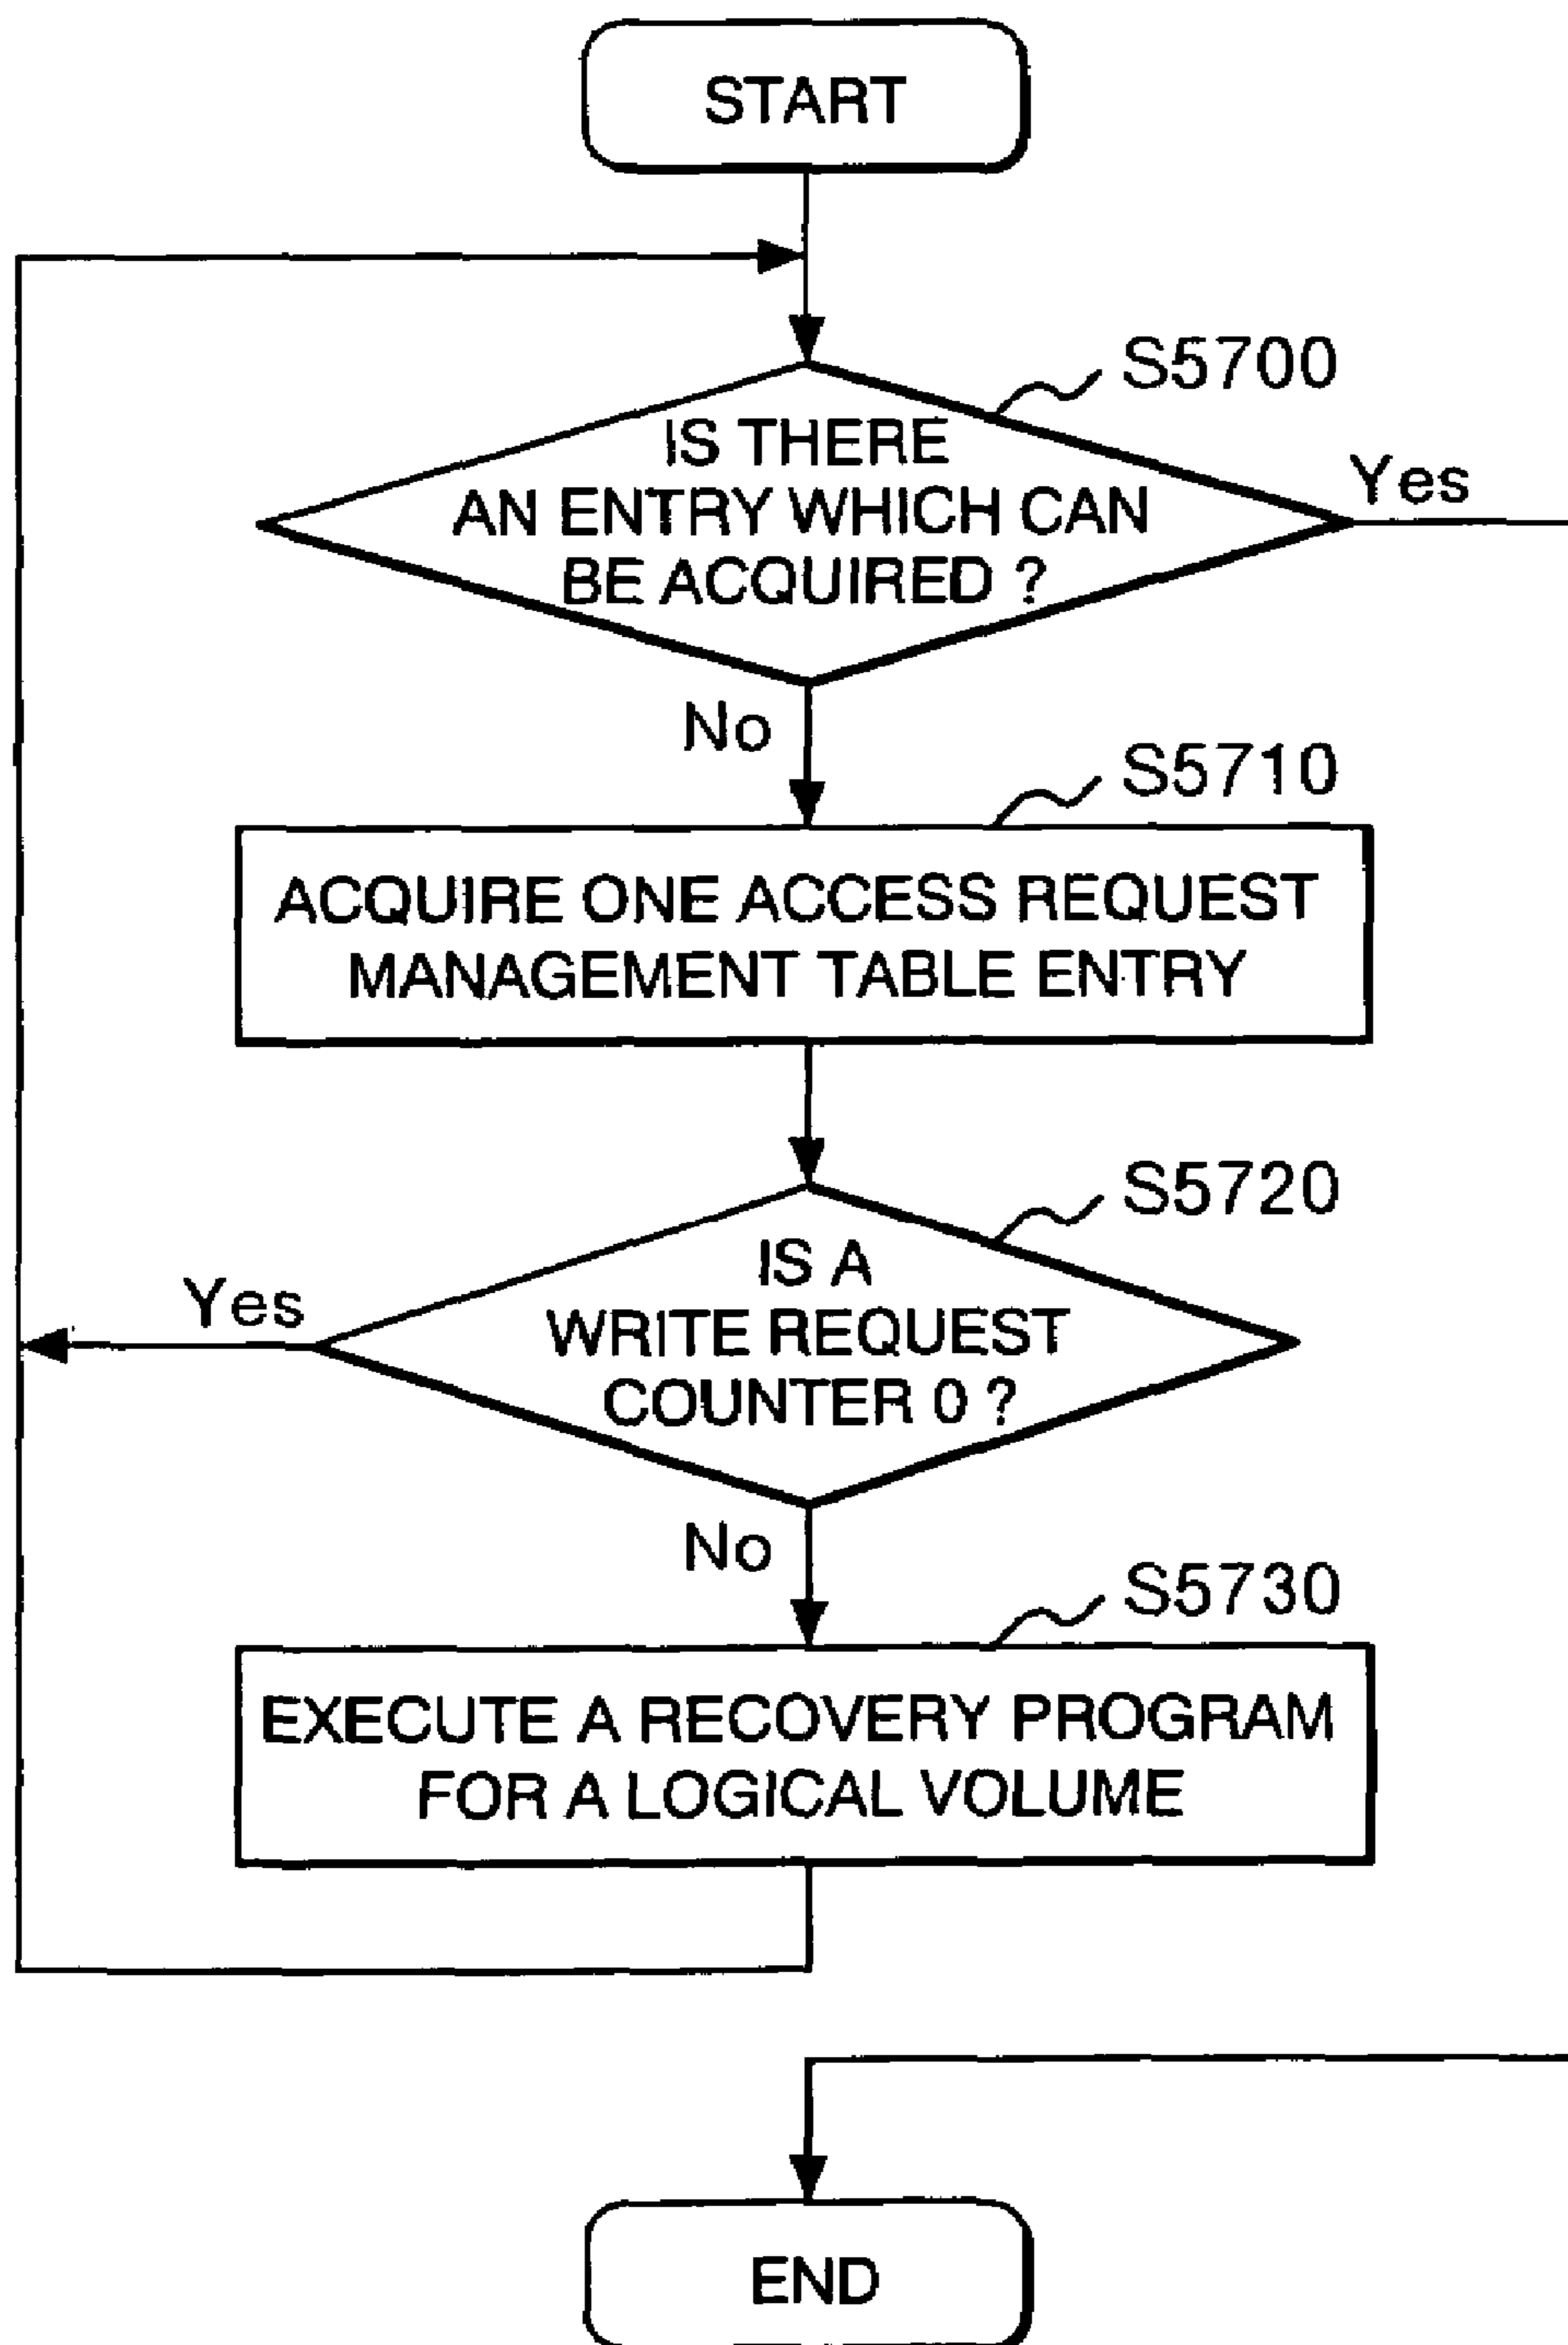 START
S5700
IS THERE
AN ENTRY WHICH CAN
BE ACQUIRED ?
Yes
No
S5710
ACQUIRE ONE ACCESS REQUEST
MANAGEMENT TABLE ENTRY
S5720
IS A
WRITE REQUEST
COUNTER 0 ?
Yes
No
S5730
EXECUTE A RECOVERY PROGRAM
FOR A LOGICAL VOLUME
END